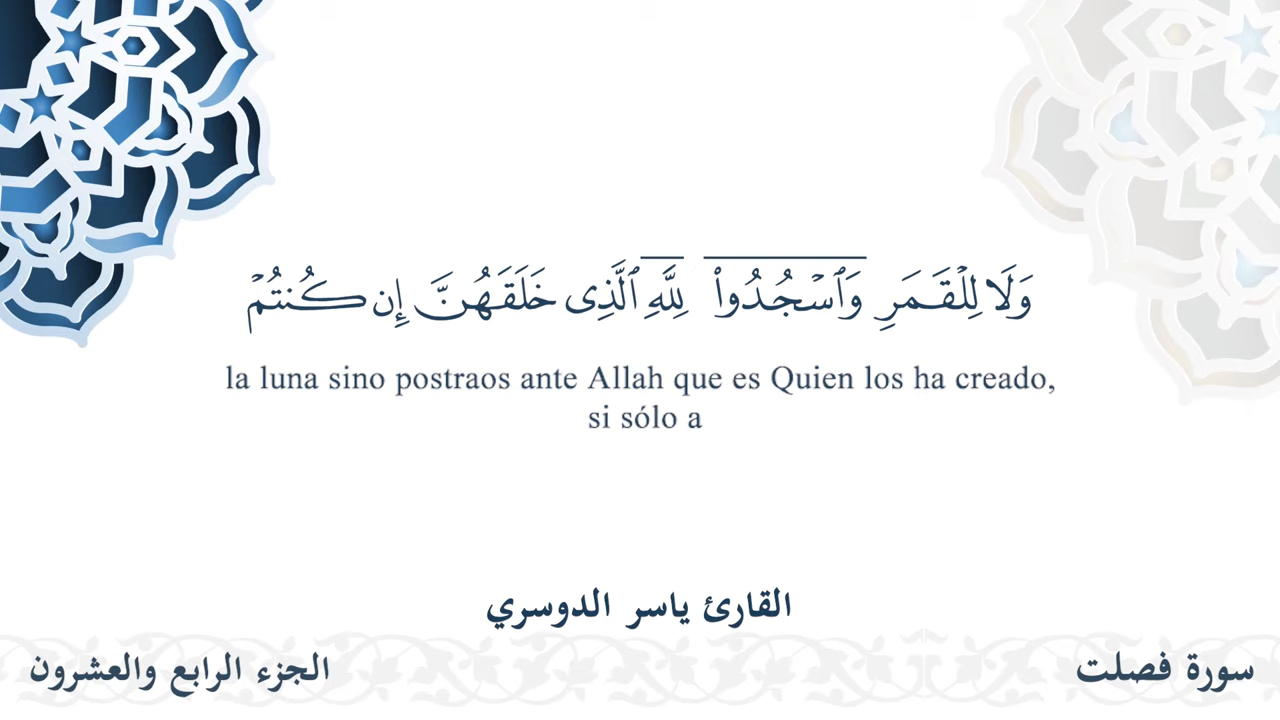 وَلَا لِلْقَمَرِ وَٱسْجُدُوا۟ لِلَّهِ ٱلَّذِى خَلَقَهُنَّ إِن كُنتُمْ
la luna sino postraos ante Allah que es Quien los ha creado,
si sólo a
القارئ ياسر الدوسري
سورة فصلت
الجزء الرابع والعشرون